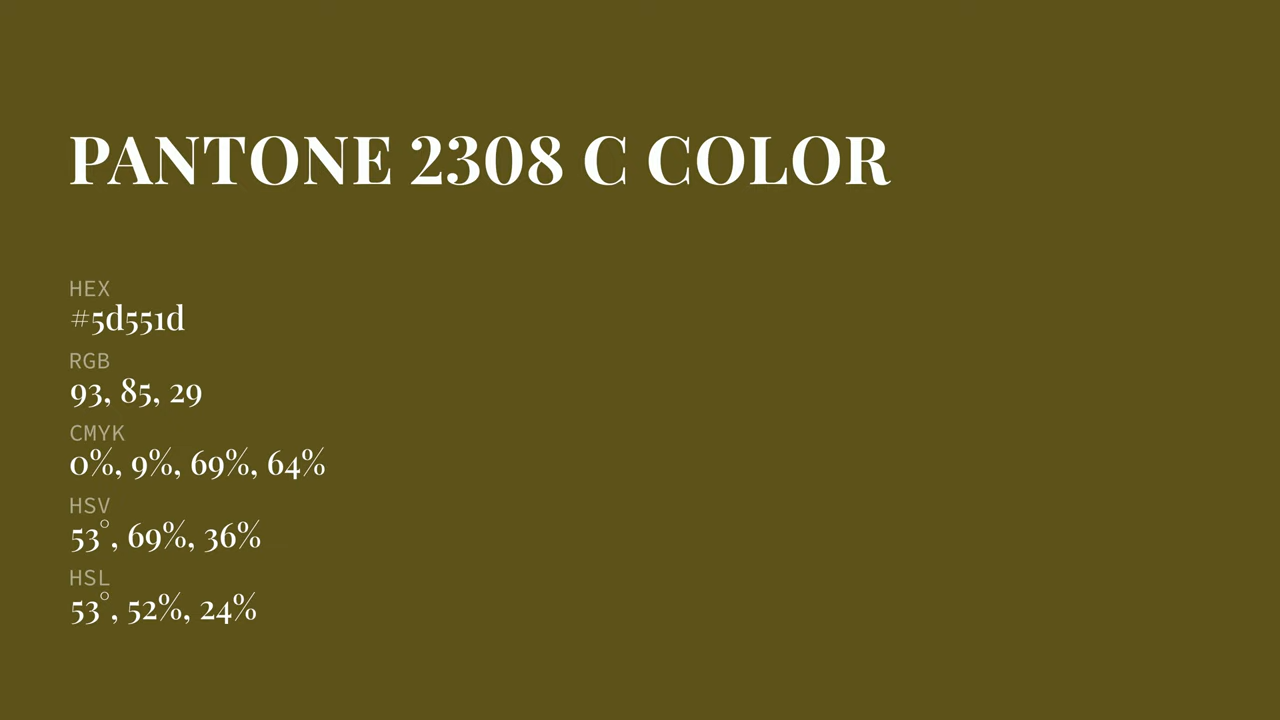 PANTONE 2308 C COLOR
HEX
#5d551d
RGB
93, 85, 29
CMYK
0%, 9%, 69%, 64%
HSV
53°, 69%, 36%
HSL
53°, 52%, 24%